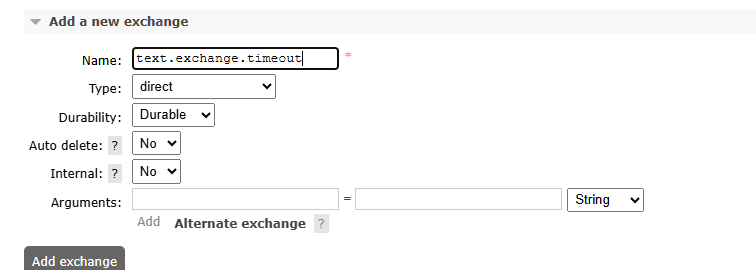 Add a new exchange
Name: text.exchange.timeout *
Type: direct
Durability: Durable
Auto delete: ? No
Internal: ? No
Arguments: = String
Add Alternate exchange ?
Add exchange